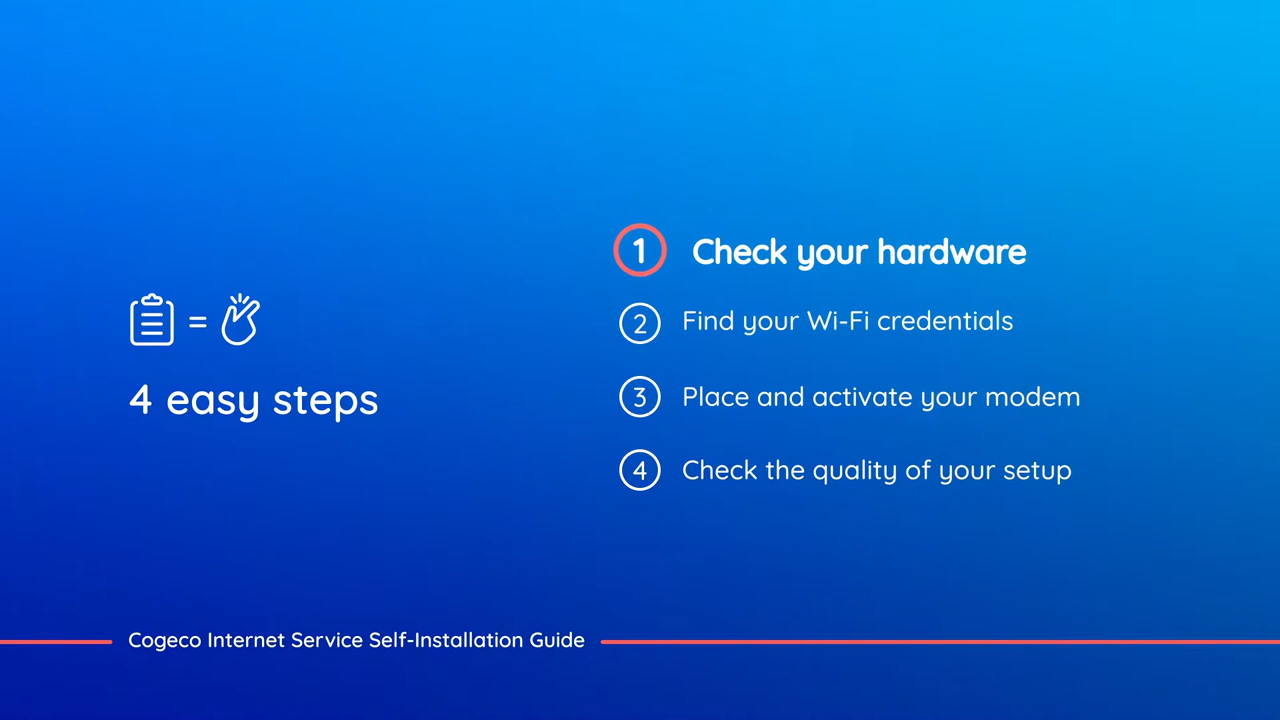 4 easy steps
1 Check your hardware
2 Find your Wi-Fi credentials
3 Place and activate your modem
4 Check the quality of your setup
Cogeco Internet Service Self-Installation Guide